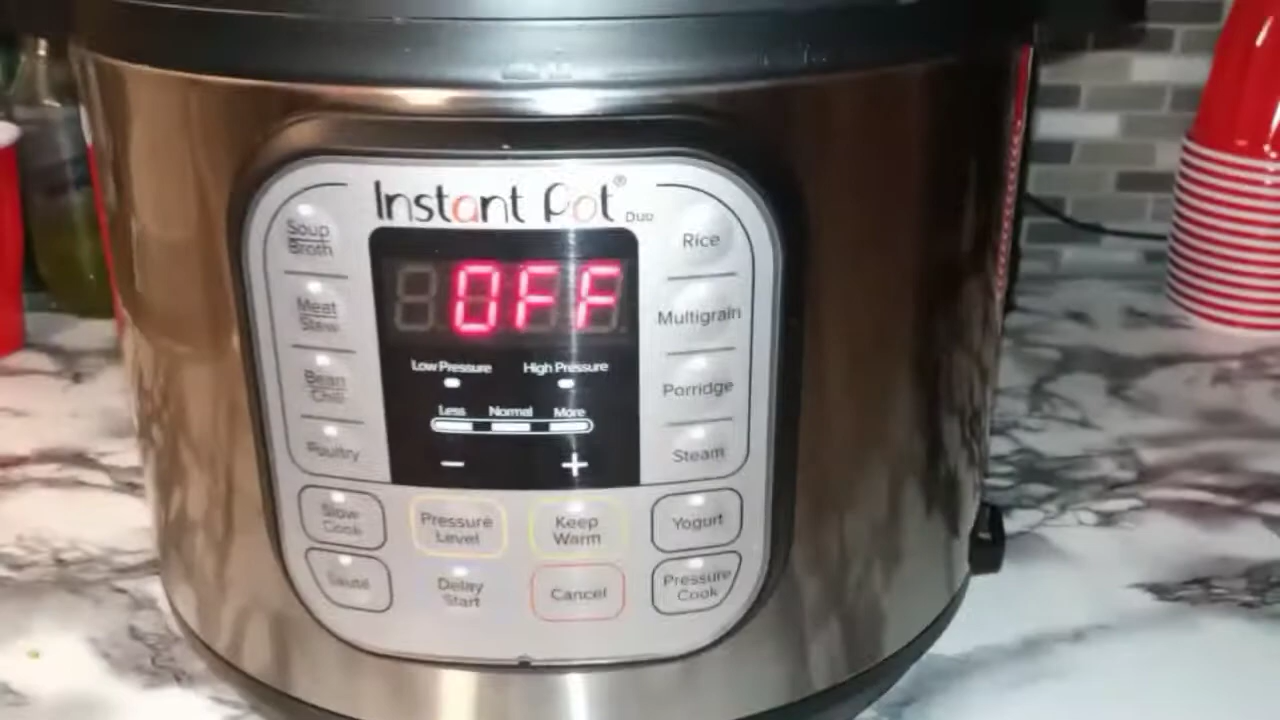 Instant Pot® Duo
Soup
Broth
Meat
Stew
Bean
Chili
Poultry
OFF
Low Pressure High Pressure
Less Normal More
− +
Rice
Multigrain
Porridge
Steam
Slow
Cook
Pressure
Level
Keep
Warm
Yogurt
Sauté
Delay
Start
Cancel
Pressure
Cook